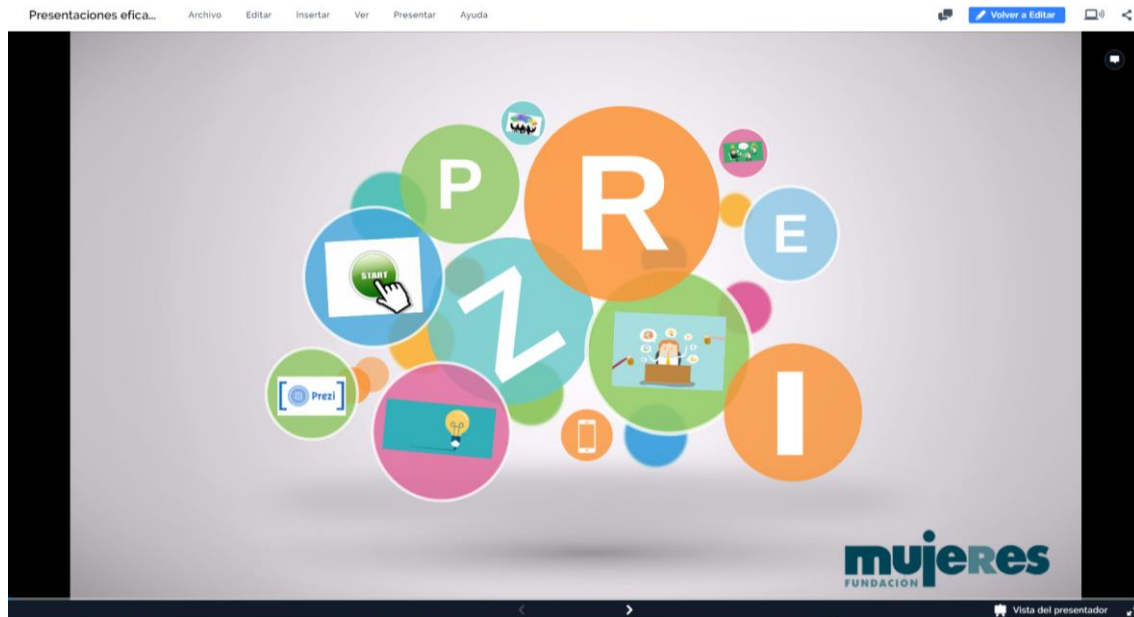 Presentaciones efica... Archivo Editar Insertar Ver Presentar Ayuda Volver a Editar
P R E Z I
START
Prezi
mujeRes
FUNDACION
Vista del presentador